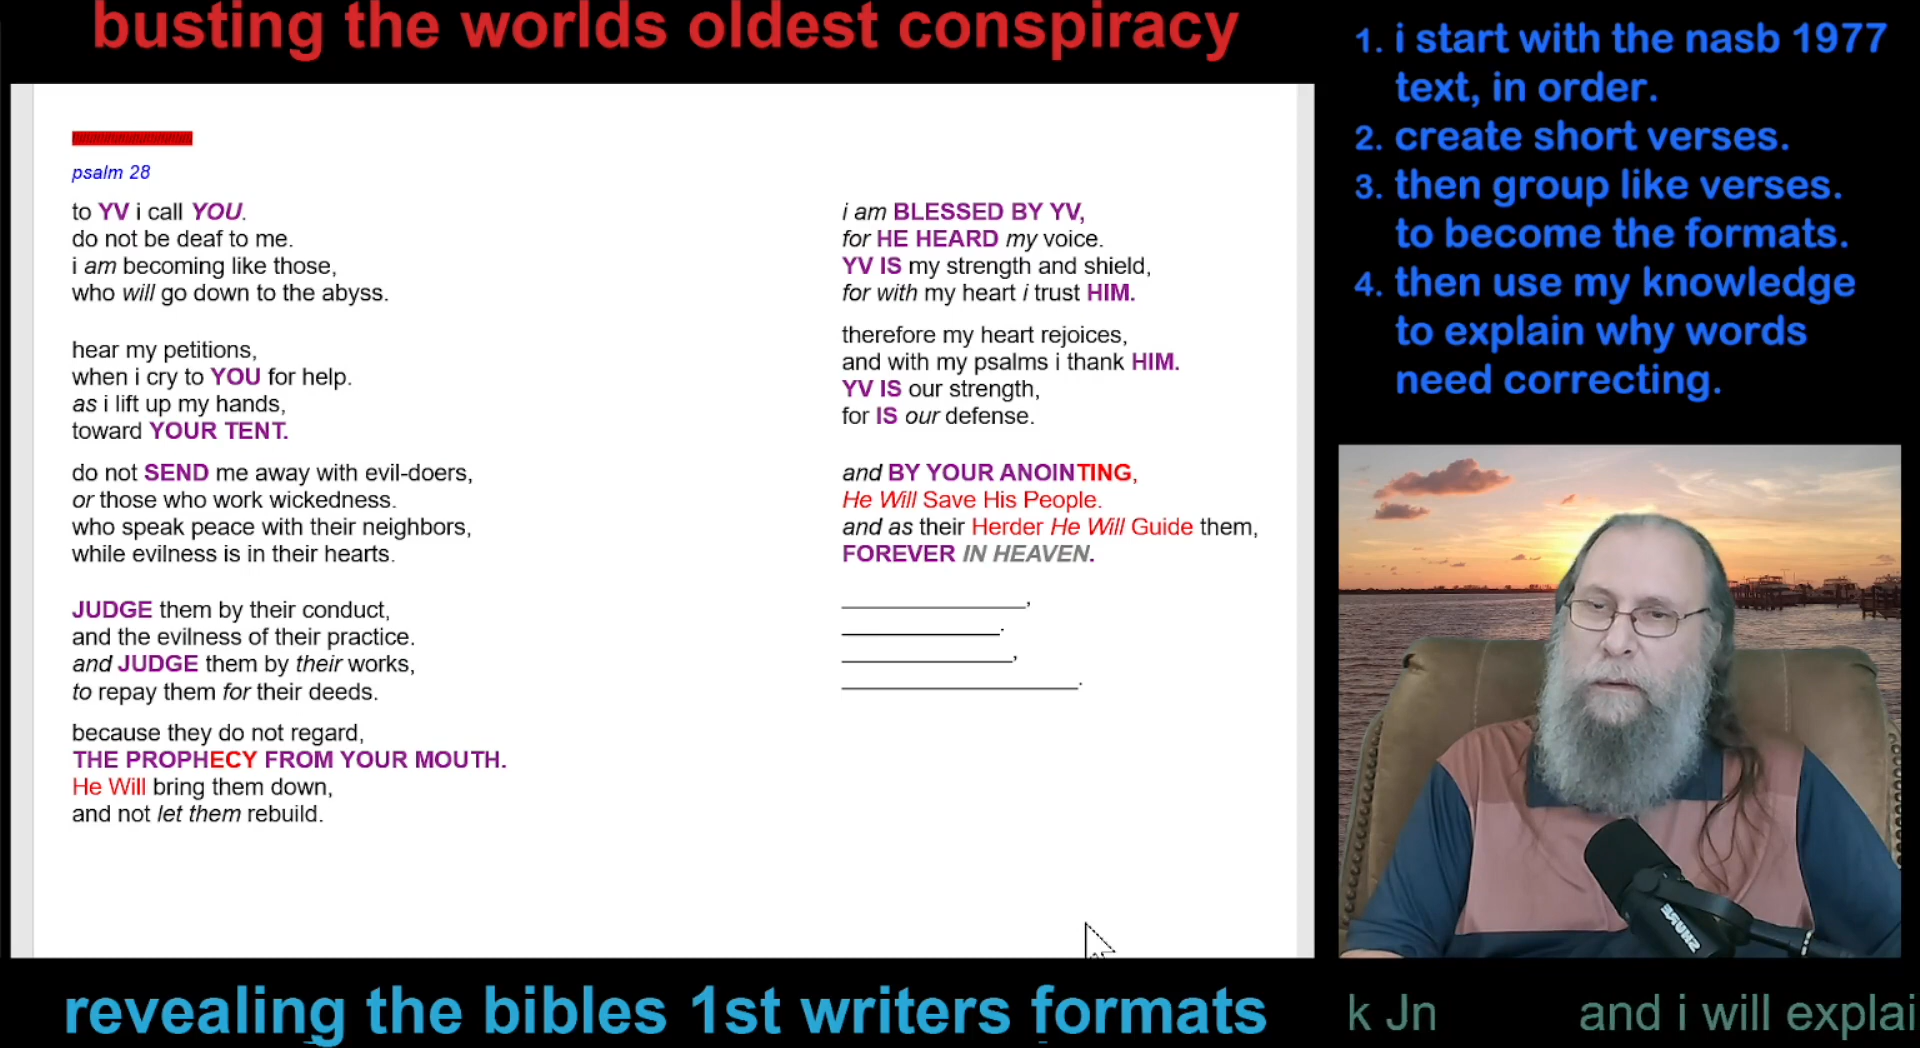 busting the worlds oldest conspiracy
psalm 28
to YV i call YOU.
do not be deaf to me.
i am becoming like those,
who will go down to the abyss.
hear my petitions,
when i cry to YOU for help.
as i lift up my hands,
toward YOUR TENT.
do not SEND me away with evil-doers,
or those who work wickedness.
who speak peace with their neighbors,
while evilness is in their hearts.
JUDGE them by their conduct,
and the evilness of their practice.
and JUDGE them by their works,
to repay them for their deeds.
because they do not regard,
THE PROPHECY FROM YOUR MOUTH.
He Will bring them down,
and not let them rebuild.
i am BLESSED BY YV,
for HE HEARD my voice.
YV IS my strength and shield,
for with my heart i trust HIM.
therefore my heart rejoices,
and with my psalms i thank HIM.
YV IS our strength,
for IS our defense.
and BY YOUR ANOINTING,
He Will Save His People.
and as their Herder He Will Guide them,
FOREVER IN HEAVEN.
1. i start with the nasb 1977
text, in order.
2. create short verses.
3. then group like verses.
to become the formats.
4. then use my knowledge
to explain why words
need correcting.
SHURE
revealing the bibles 1st writers formats
k Jn and i will explai